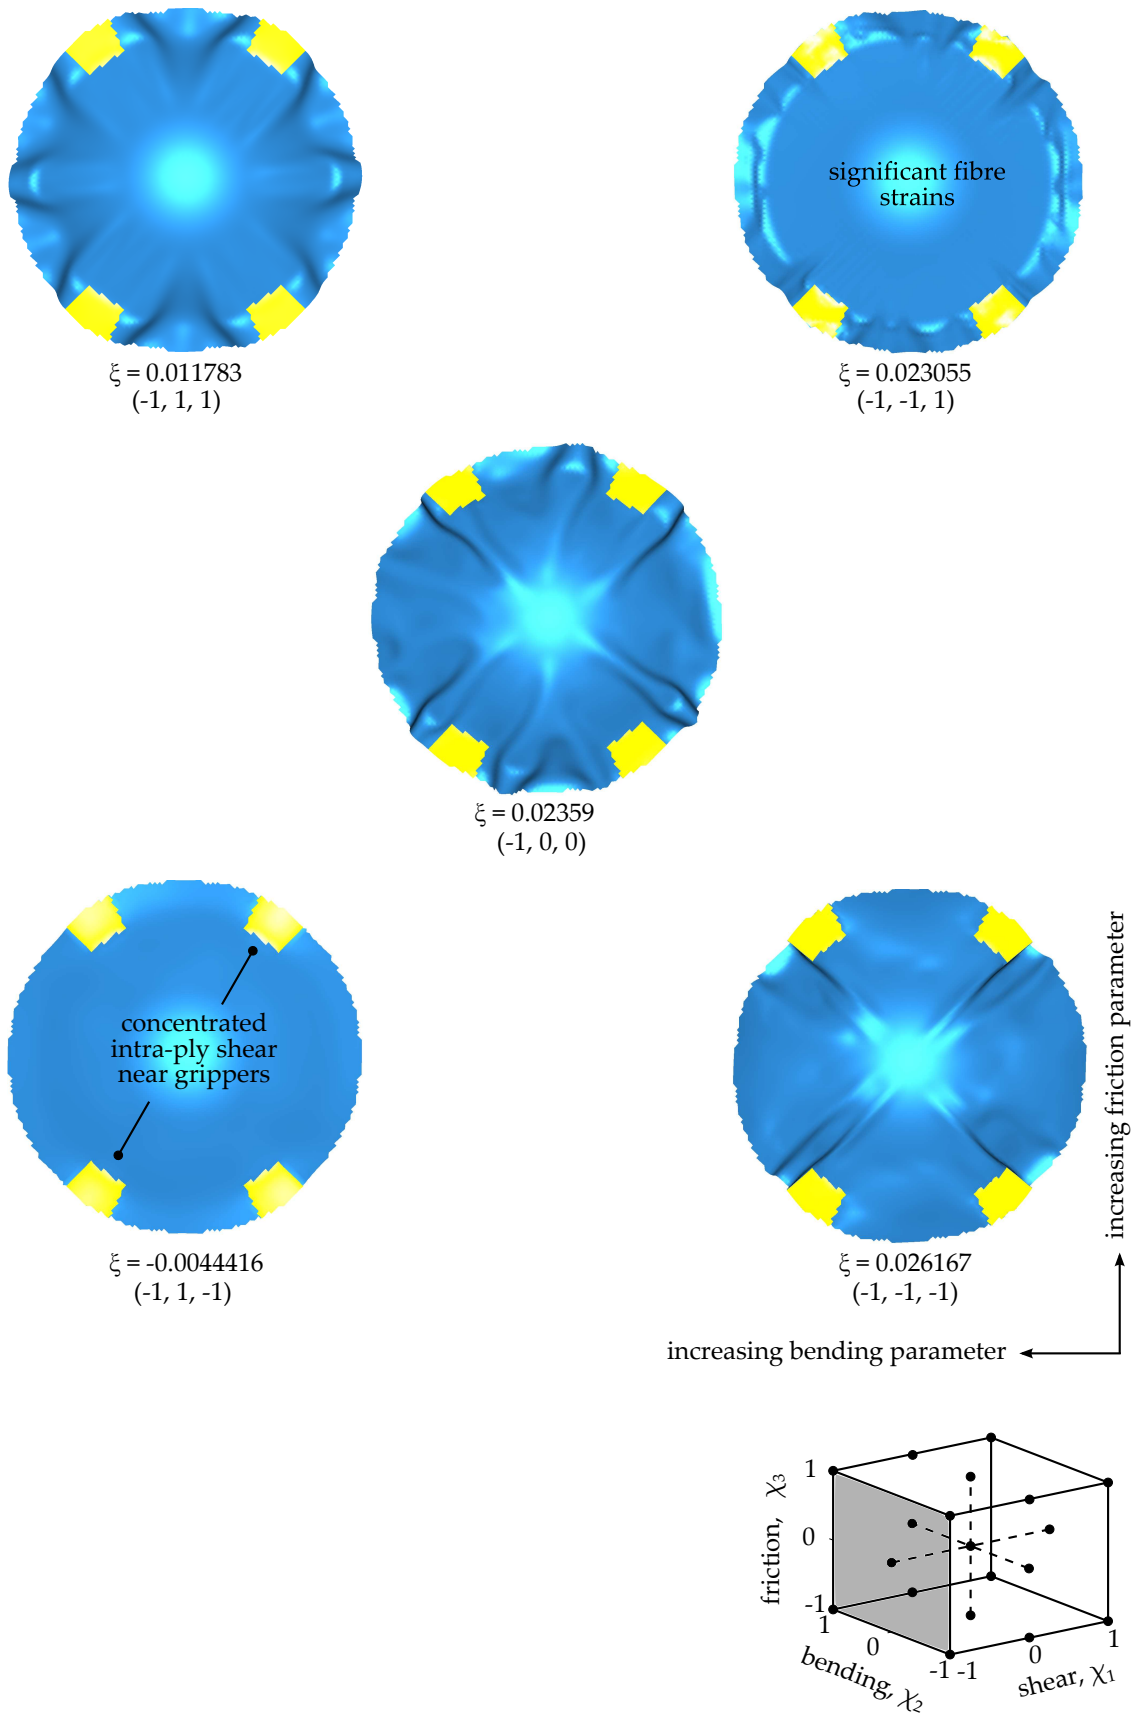 significant fibre
strains
ξ = 0.011783
(-1, 1, 1)
ξ = 0.023055
(-1, -1, 1)
ξ = 0.02359
(-1, 0, 0)
concentrated
intra-ply shear
near grippers
ξ = -0.0044416
(-1, 1, -1)
ξ = 0.026167
(-1, -1, -1)
increasing friction parameter
increasing bending parameter
friction, χ3
1
0
-1
1
0
-1
bending, χ2
-1
0
1
shear, χ1